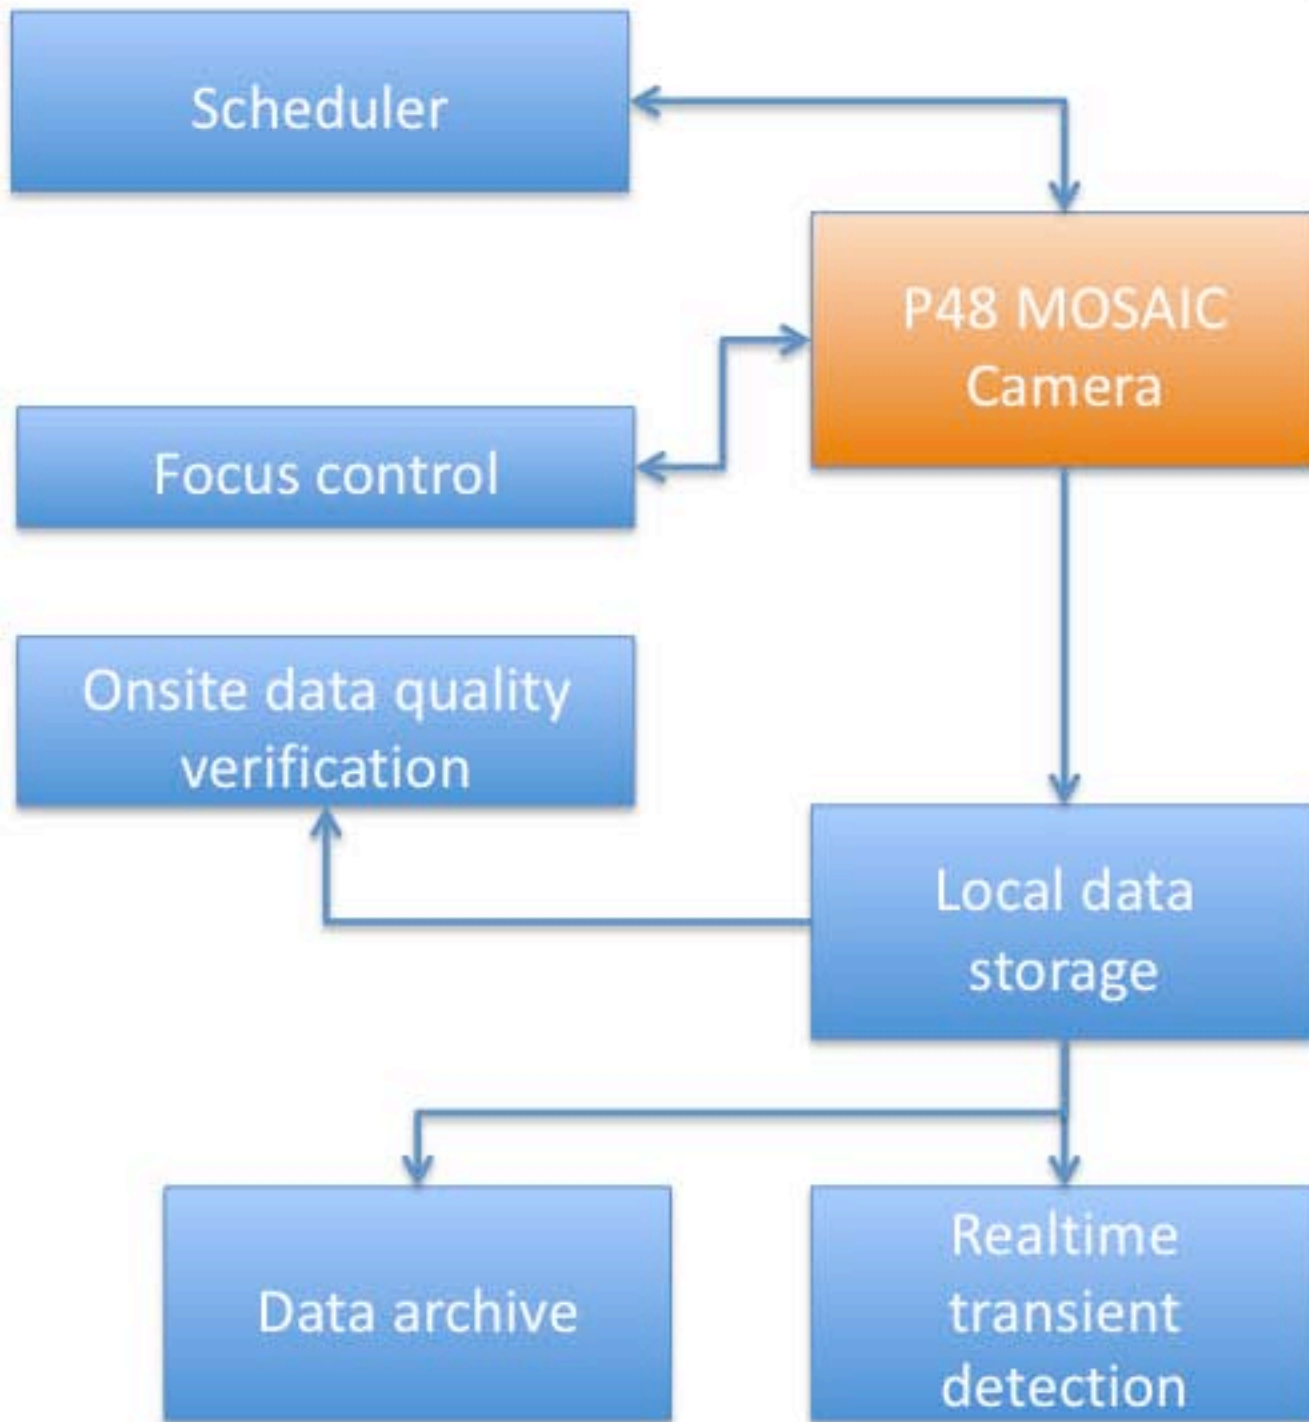 Scheduler
P48 MOSAIC
Camera
Focus control
Onsite data quality
verification
Local data
storage
Data archive
Realtime
transient
detection